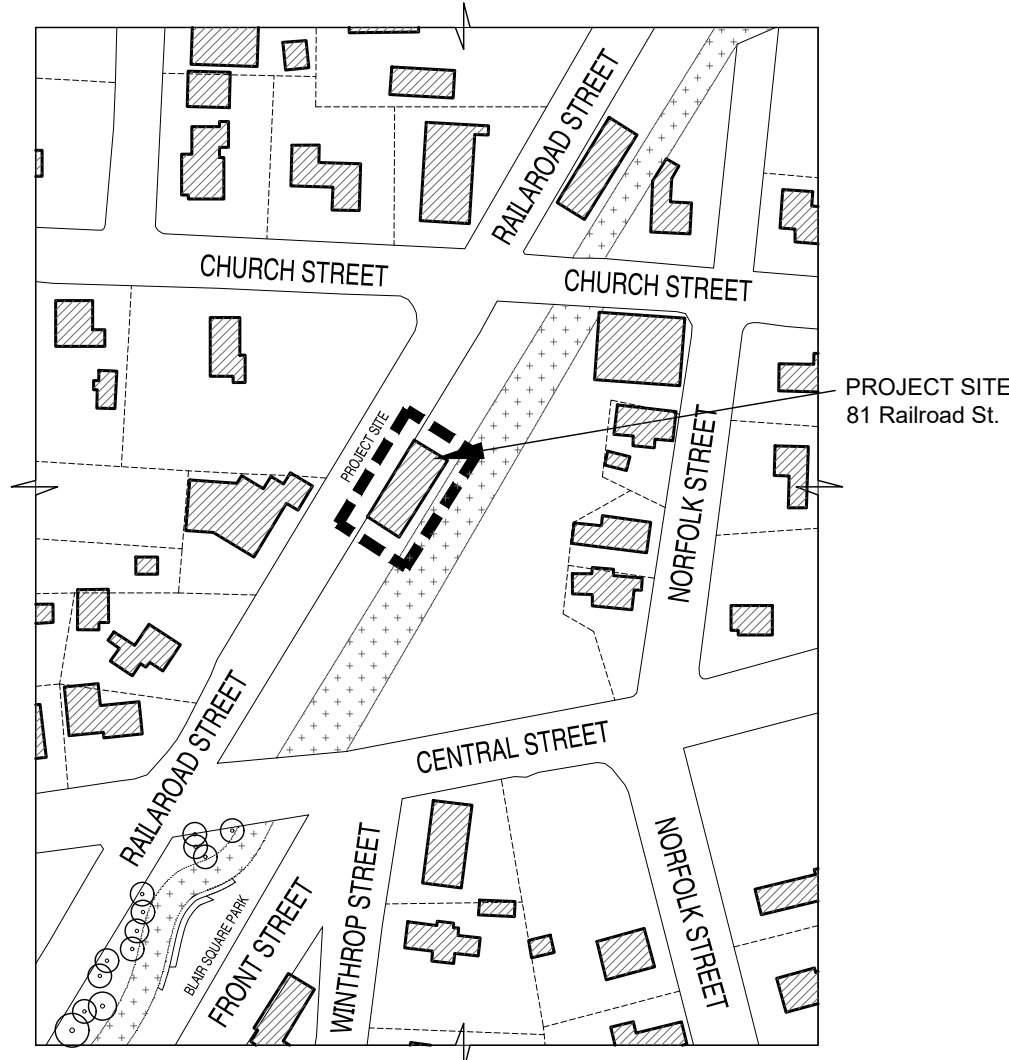 RAILAROAD STREET
CHURCH STREET
CHURCH STREET
PROJECT SITE
81 Railroad St.
PROJECT SITE
NORFOLK STREET
RAILAROAD STREET
CENTRAL STREET
BLAIR SQUARE PARK
FRONT STREET
WINTHROP STREET
NORFOLK STREET